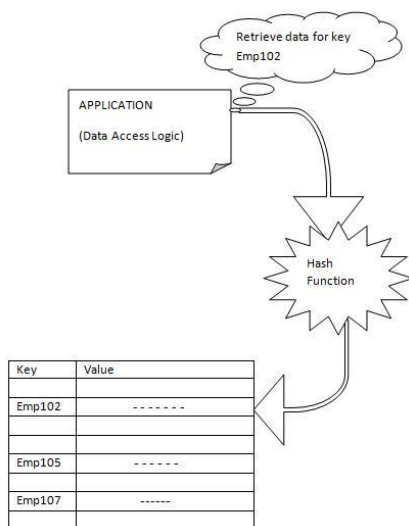 Retrieve data for key
Emp102
APPLICATION
(Data Access Logic)
Hash
Function
Key Value
Emp102 - - - - - - -
Emp105 - - - - - -
Emp107 ------